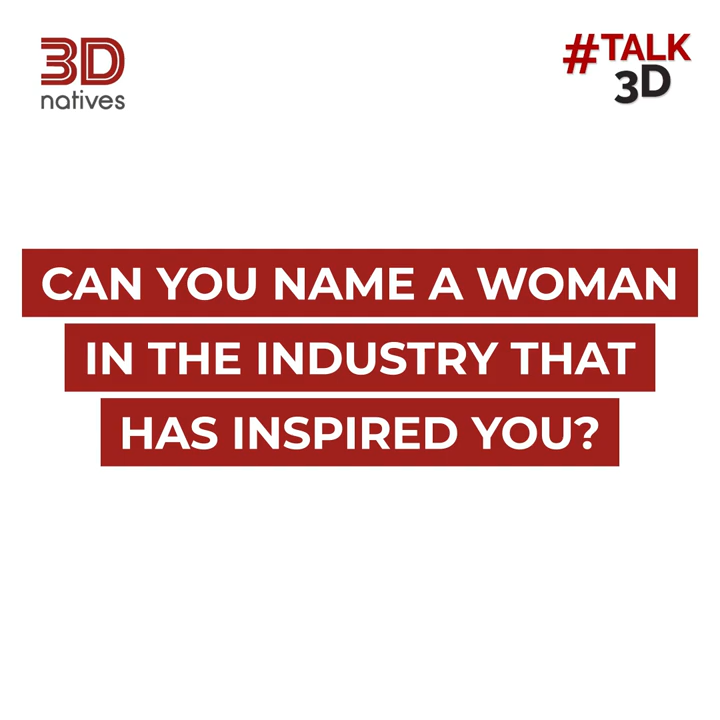 3D
natives
#TALK
3D
CAN YOU NAME A WOMAN
IN THE INDUSTRY THAT
HAS INSPIRED YOU?